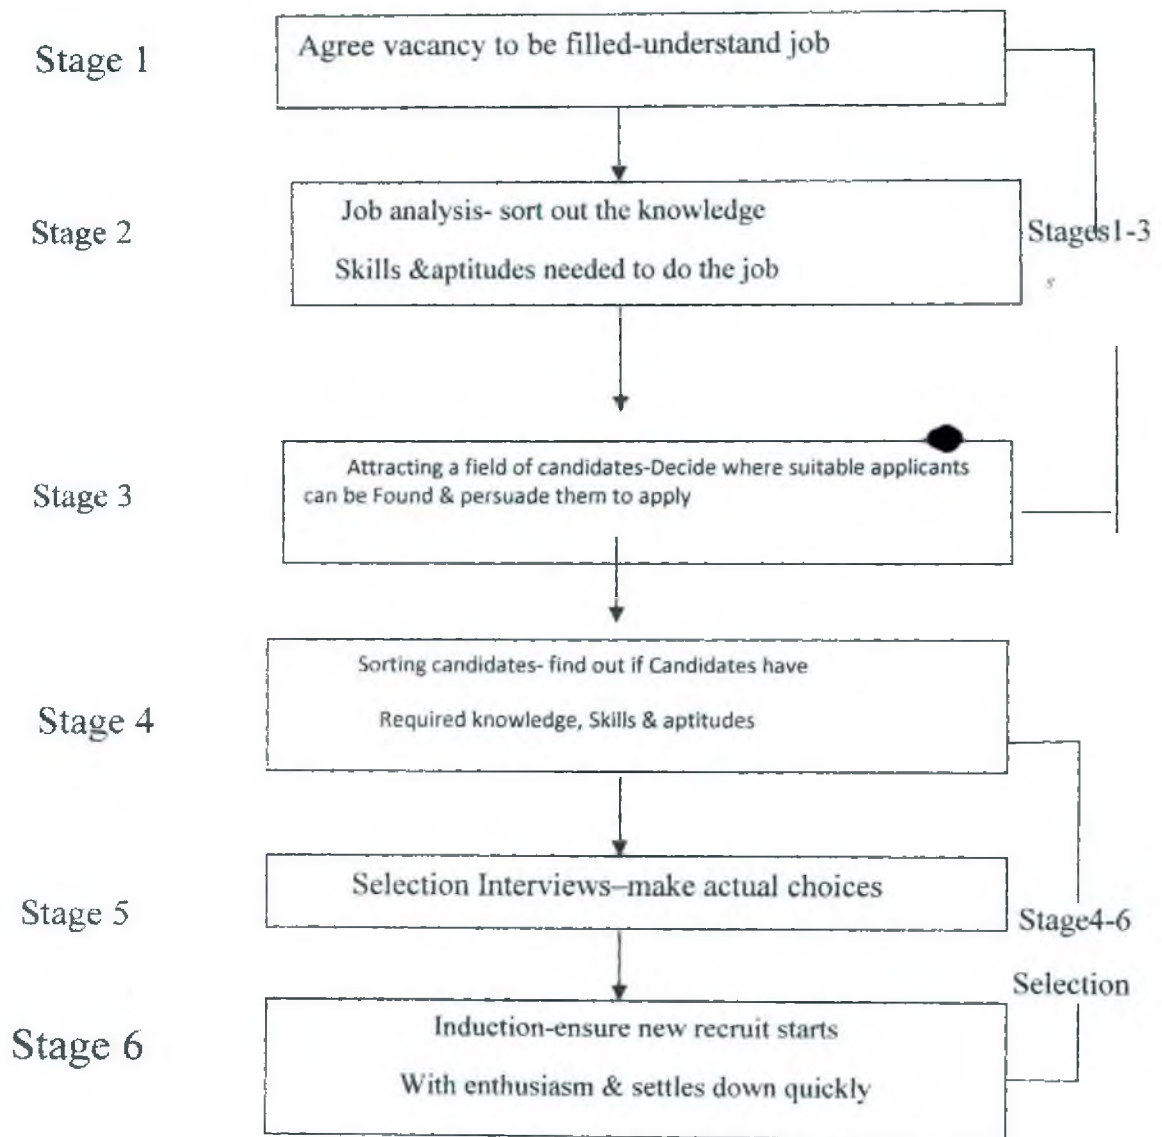 Stage 1
Agree vacancy to be filled-understand job
Stage 2
Job analysis- sort out the knowledge
Skills &aptitudes needed to do the job
Stages1-3
s
Stage 3
Attracting a field of candidates-Decide where suitable applicants
can be Found & persuade them to apply
Stage 4
Sorting candidates- find out if Candidates have
Required knowledge, Skills & aptitudes
Stage 5
Selection Interviews–make actual choices
Stage4-6
Selection
Stage 6
Induction-ensure new recruit starts
With enthusiasm & settles down quickly